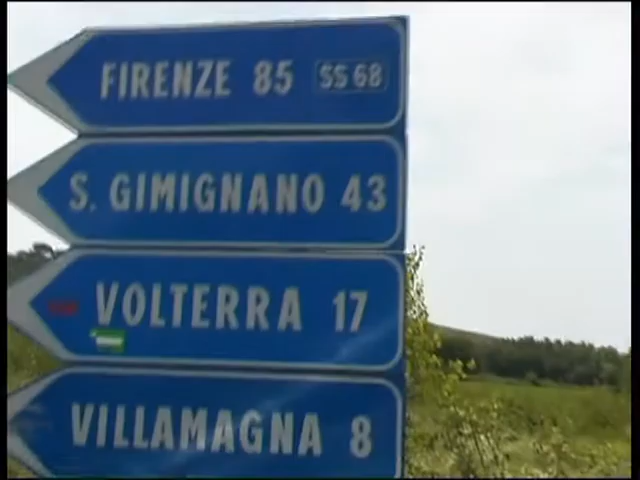 FIRENZE 85 SS 68
S. GIMIGNANO 43
VOLTERRA 17
VILLAMAGNA 8